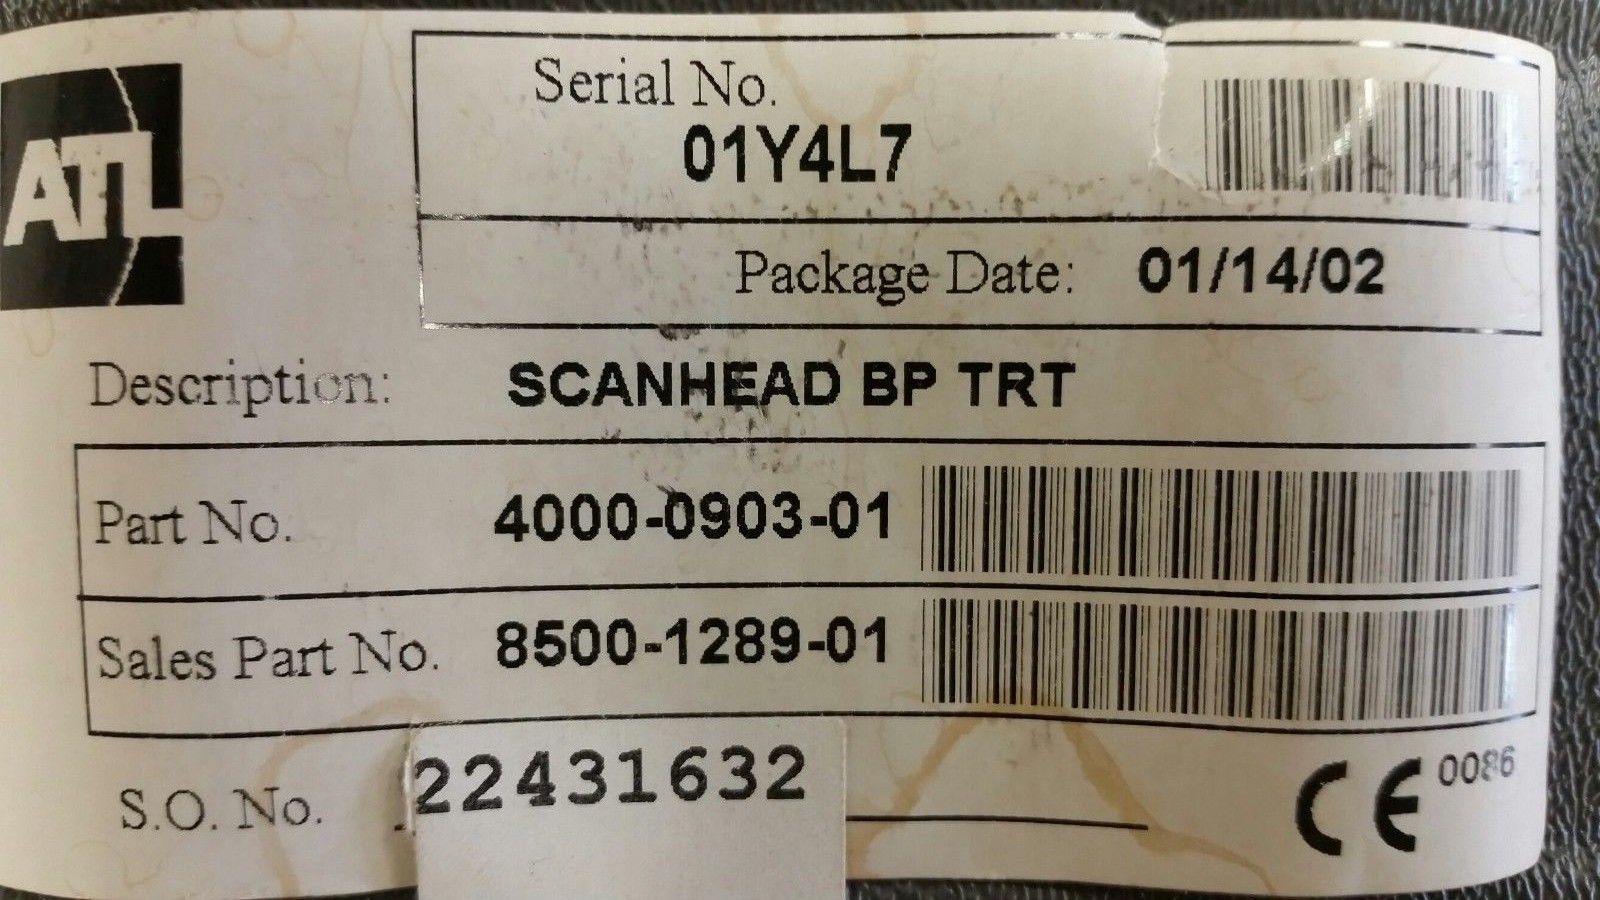 ATL
Serial No.
01Y4L7
Package Date: 01/14/02
Description: SCANHEAD BP TRT
Part No. 4000-0903-01
Sales Part No. 8500-1289-01
S.O. No. 22431632
CE 0086